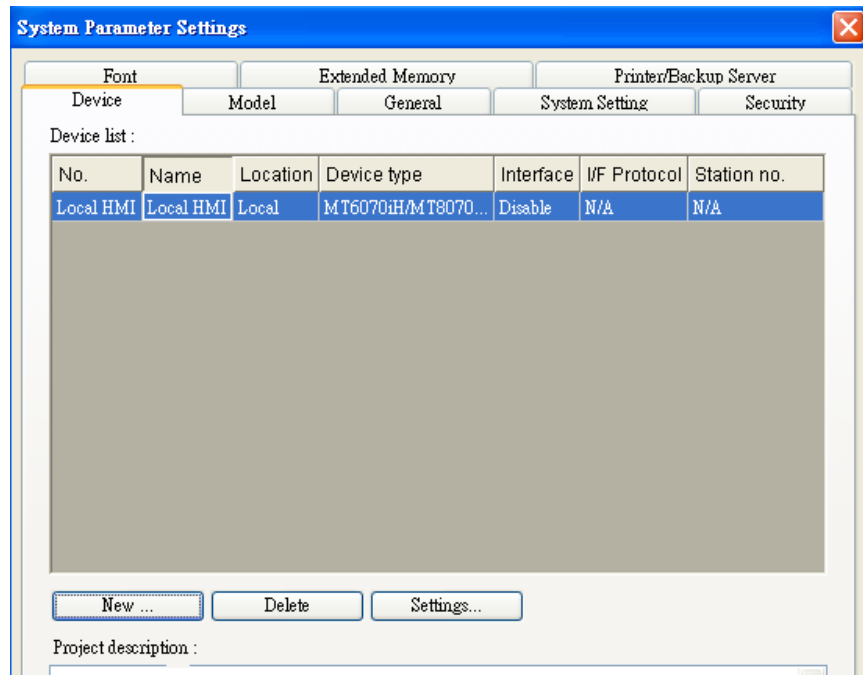 System Parameter Settings
Font Extended Memory Printer/Backup Server
Device Model General System Setting Security
Device list :
No. Name Location Device type Interface I/F Protocol Station no.
Local HMI Local HMI Local MT6070iH/MT8070... Disable N/A N/A
New ... Delete Settings...
Project description :